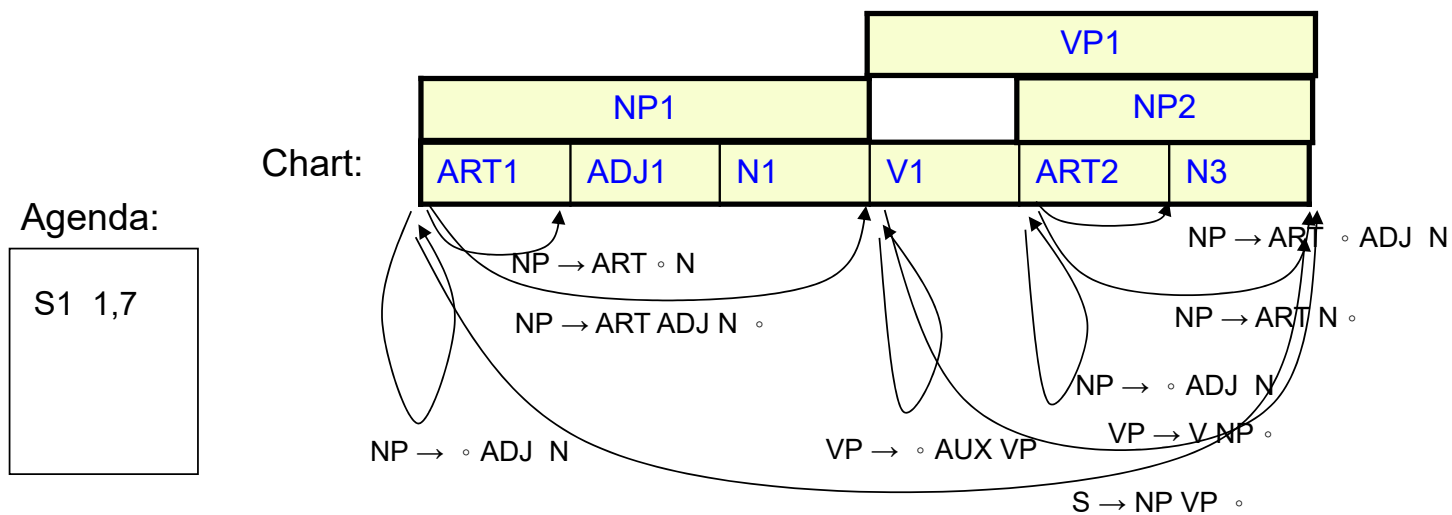 VP1
NP1 NP2
Chart:
ART1 ADJ1 N1 V1 ART2 N3
Agenda:
S1 1,7
NP → ART ∘ ADJ N
NP → ART ∘ N
NP → ART ADJ N ∘
NP → ART N ∘
NP → ∘ ADJ N
VP → V NP ∘
NP → ∘ ADJ N
VP → ∘ AUX VP
S → NP VP ∘